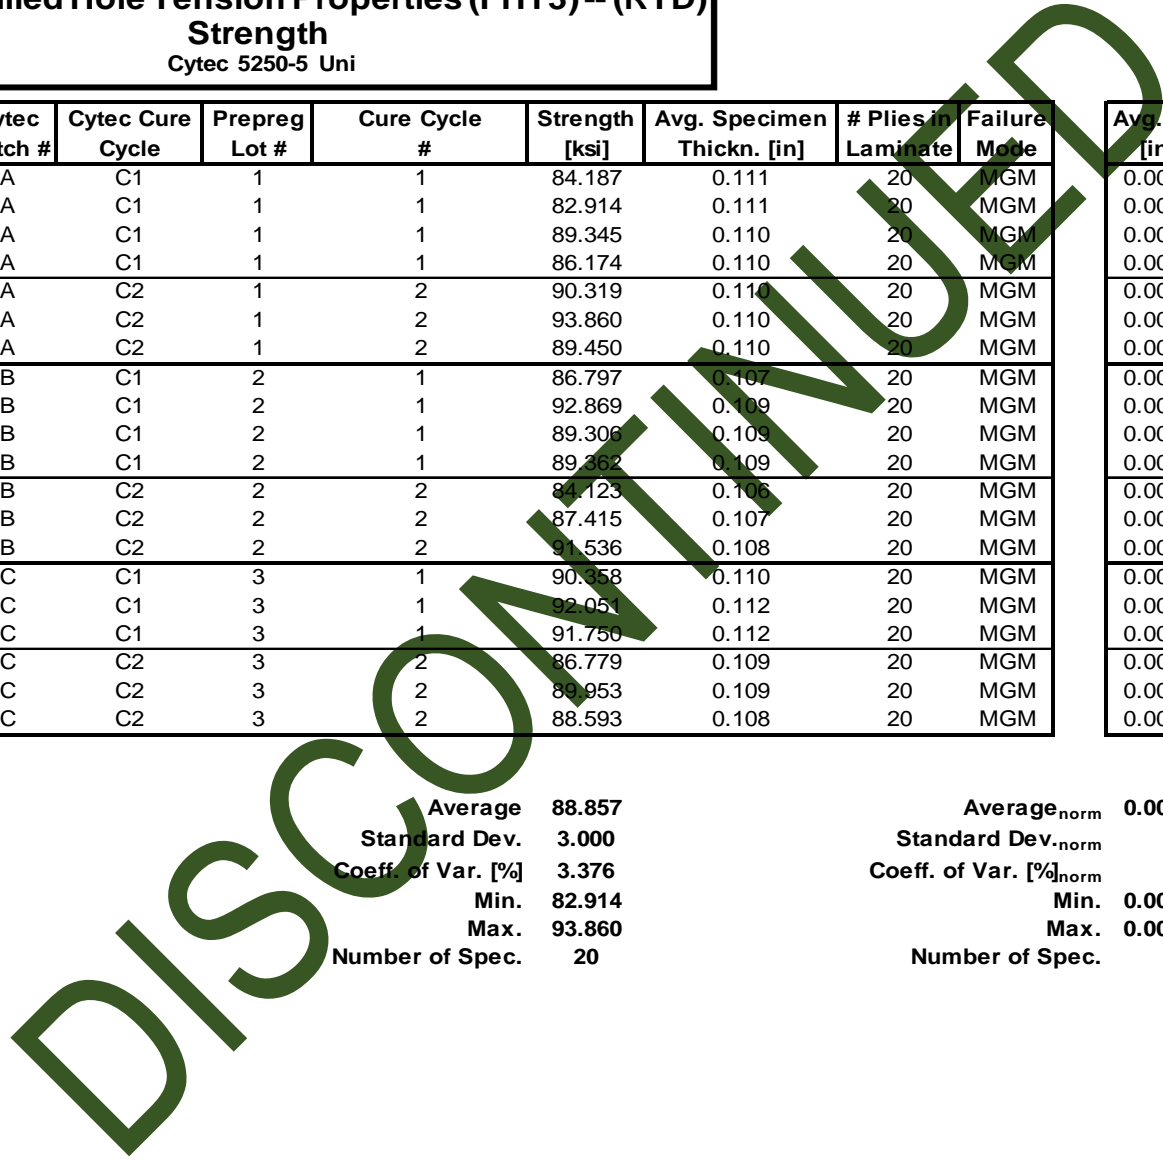 Hole Tension Properties (FHT3) -- (RTD)
Strength
Cytec 5250-5 Uni
Cytec Cure Prepreg Cure Cycle Strength Avg. Specimen # Plies in Failure Avg.
# Cycle Lot # # [ksi] Thickn. [in] Laminate Mode
A C1 1 1 84.187 0.111 20 MGM
A C1 1 1 82.914 0.111 20 MGM
A C1 1 1 89.345 0.110 20 MGM
A C1 1 1 86.174 0.110 20 MGM
A C2 1 2 90.319 0.110 20 MGM
A C2 1 2 93.860 0.110 20 MGM
A C2 1 2 89.450 0.110 20 MGM
B C1 2 1 86.797 0.107 20 MGM
B C1 2 1 92.869 0.109 20 MGM
B C1 2 1 89.306 0.109 20 MGM
B C1 2 1 89.362 0.109 20 MGM
B C2 2 2 84.123 0.106 20 MGM
B C2 2 2 87.415 0.107 20 MGM
B C2 2 2 91.536 0.108 20 MGM
C C1 3 1 90.358 0.110 20 MGM
C C1 3 1 92.051 0.112 20 MGM
C C1 3 1 91.750 0.112 20 MGM
C C2 3 2 86.779 0.109 20 MGM
C C2 3 2 89.953 0.109 20 MGM
C C2 3 2 88.593 0.108 20 MGM
Average 88.857 Averagenorm
Standard Dev. 3.000 Standard Dev.norm
Coeff. of Var. [%] 3.376 Coeff. of Var. [%]norm
Min. 82.914 Min.
Max. 93.860 Max.
Number of Spec. 20 Number of Spec.
DISCONTINUED